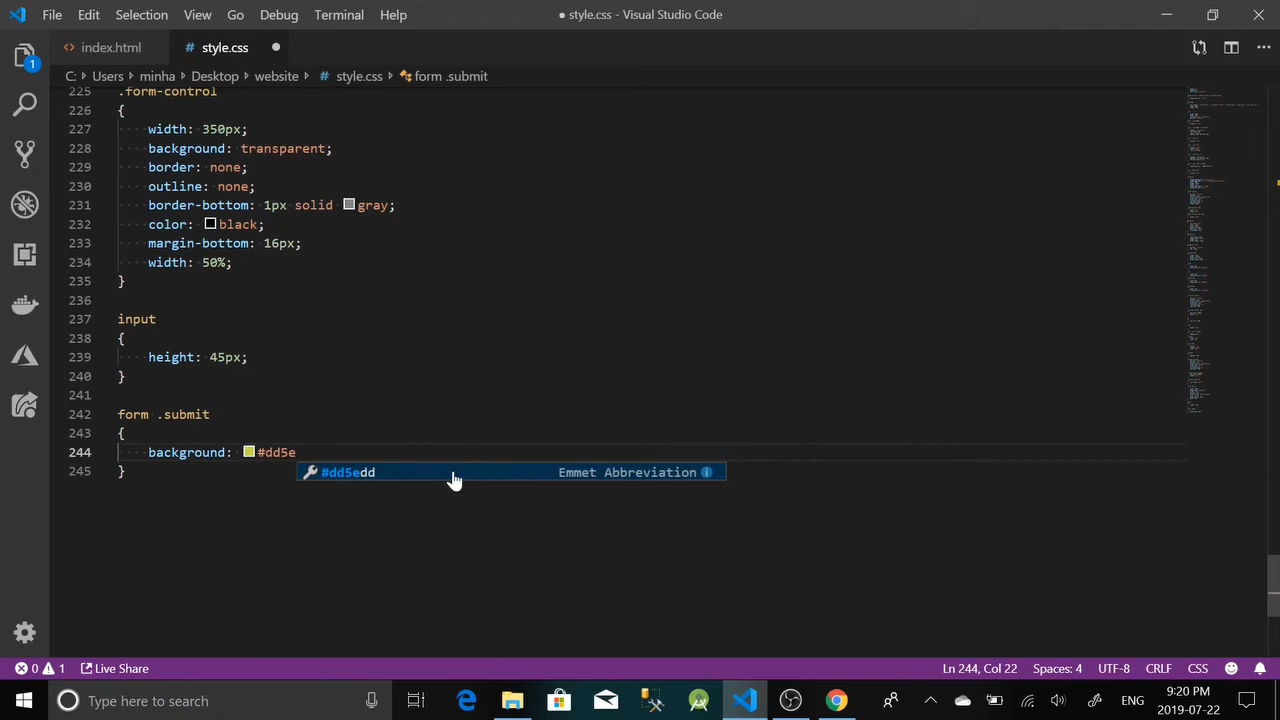 File Edit Selection View Go Debug Terminal Help
● style.css - Visual Studio Code
<> index.html
# style.css ●
C: › Users › minha › Desktop › website › # style.css › form .submit
225 .form-control
226 {
227 width: 350px;
228 background: transparent;
229 border: none;
230 outline: none;
231 border-bottom: 1px solid gray;
232 color: black;
233 margin-bottom: 16px;
234 width: 50%;
235 }
236
237 input
238 {
239 height: 45px;
240 }
241
242 form .submit
243 {
244 background: #dd5e
#dd5edd Emmet Abbreviation
245 }
1
0 1 Live Share
Ln 244, Col 22 Spaces: 4 UTF-8 CRLF CSS
Type here to search
ENG
3:20 PM
2019-07-22